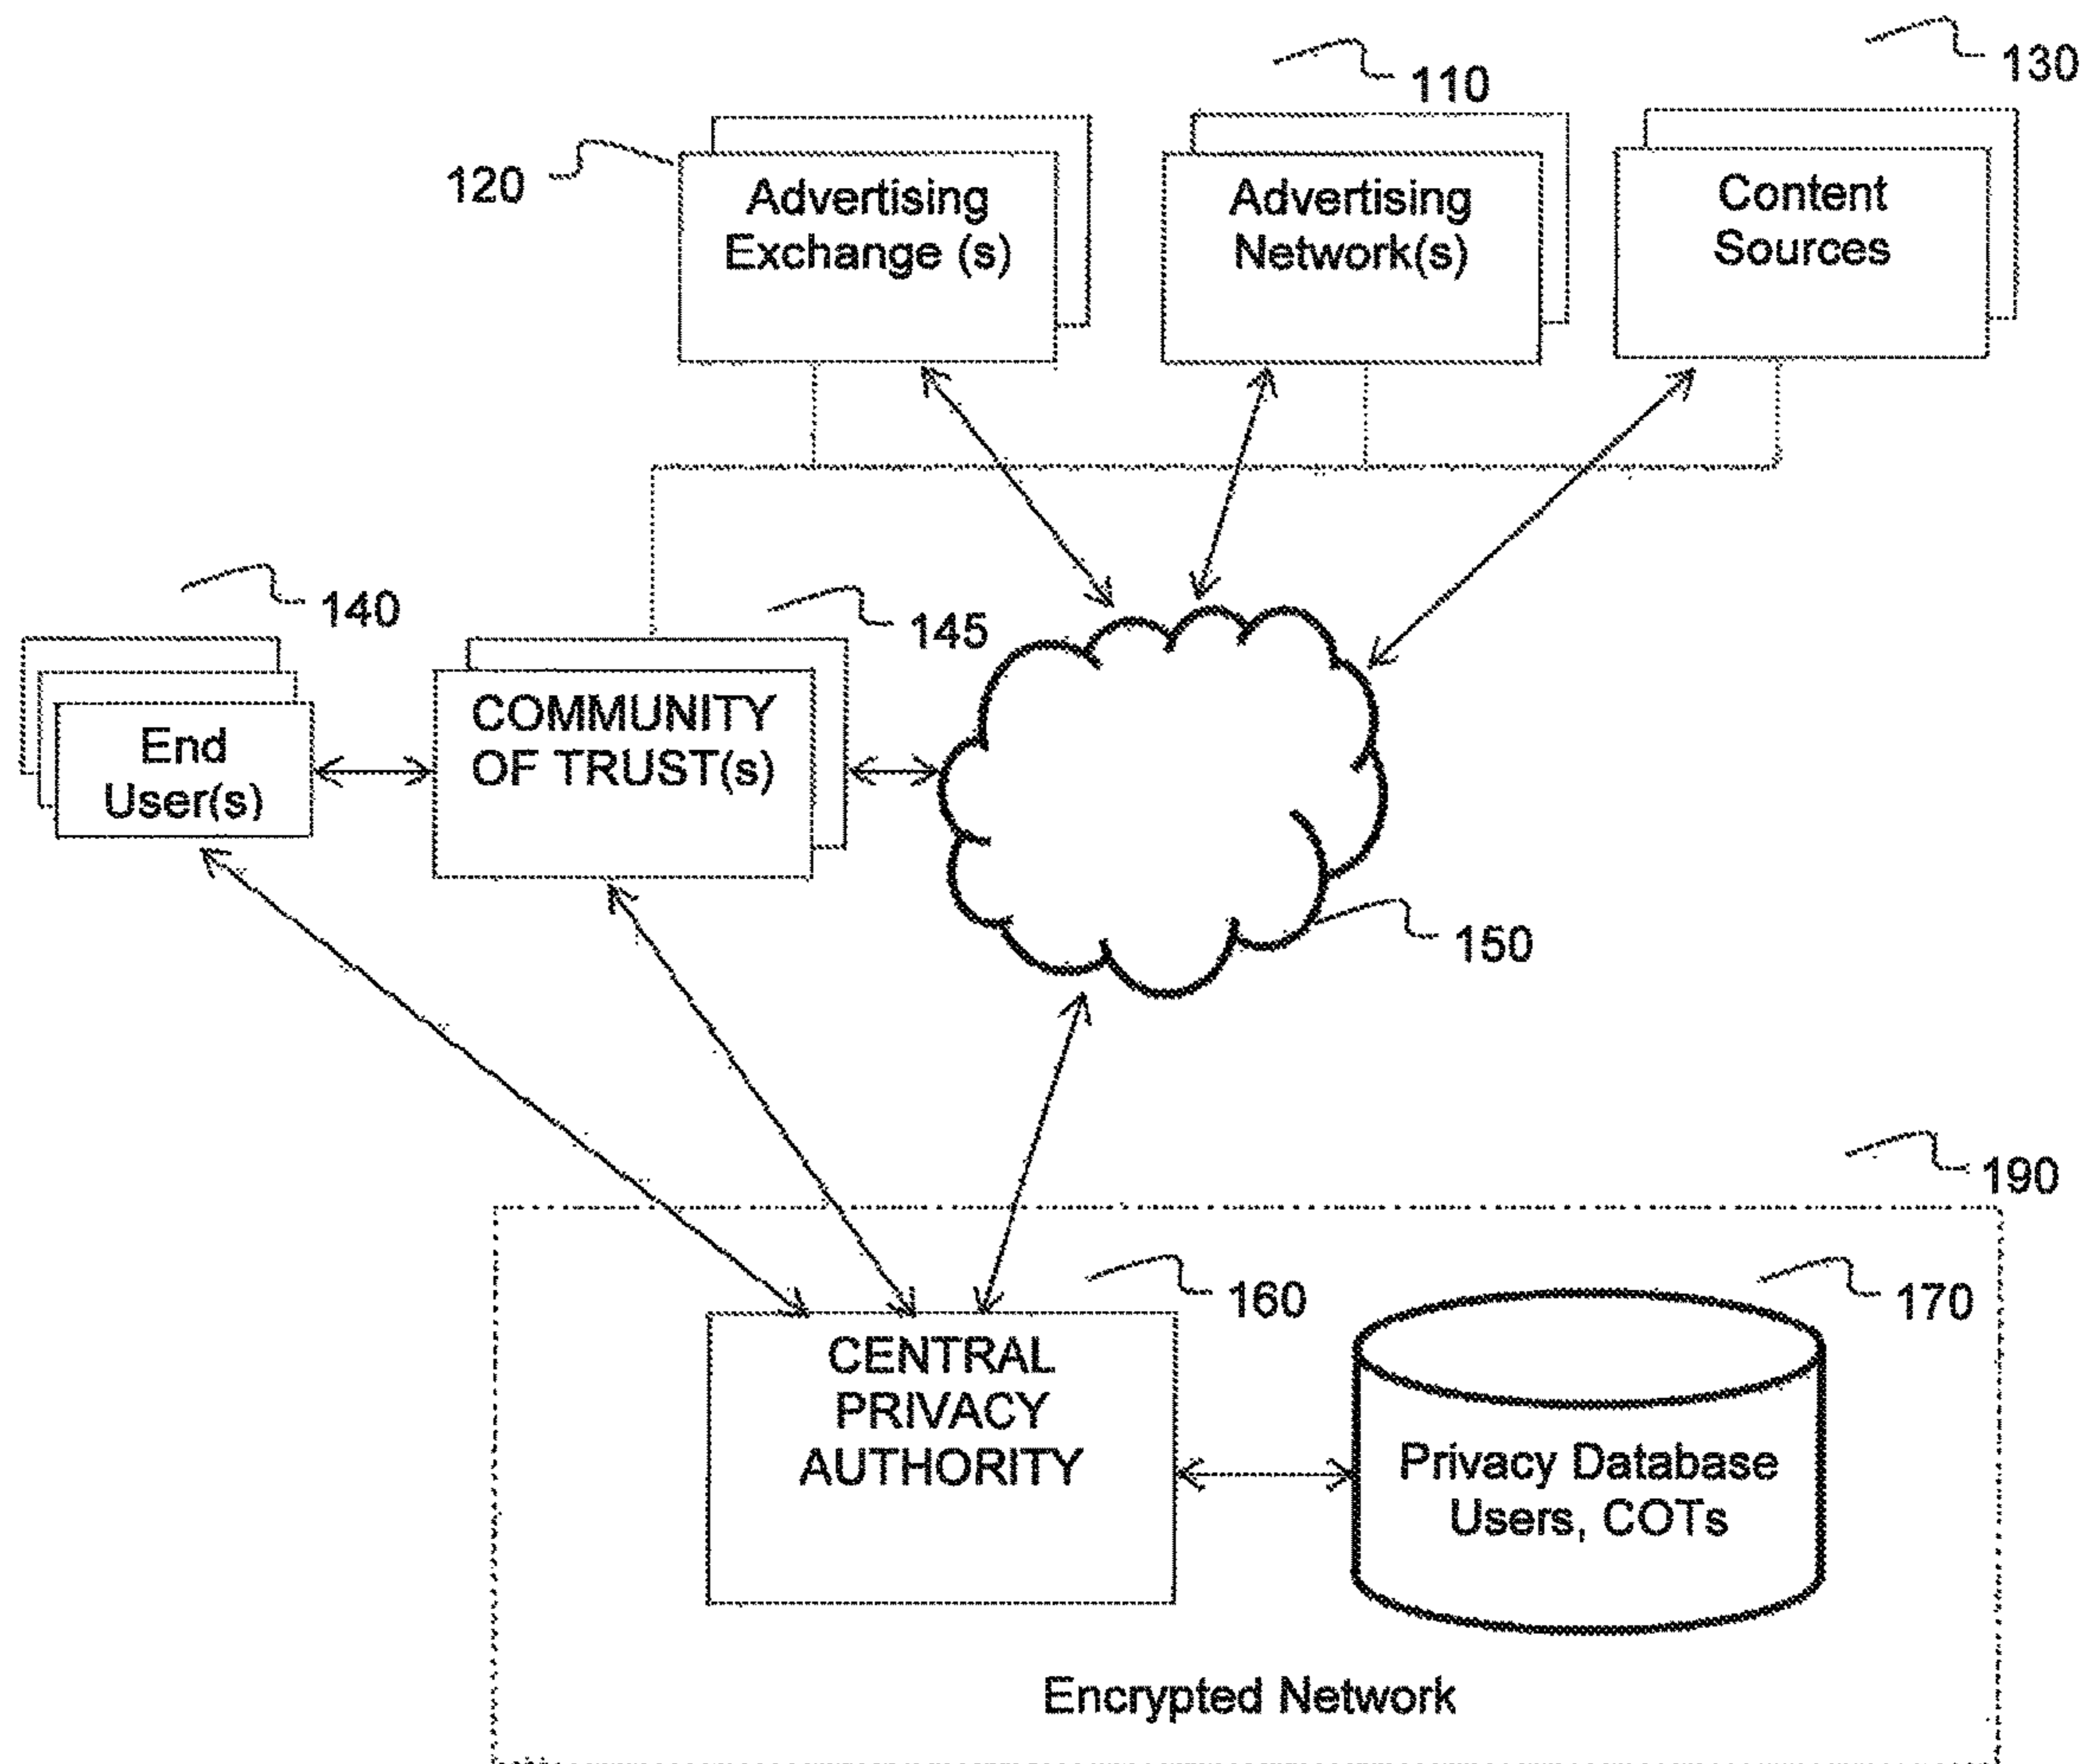 130
110
120
Advertising
Exchange (s)
Advertising
Network(s)
Content
Sources
140
145
End
User(s)
COMMUNITY
OF TRUST(s)
150
190
160
170
CENTRAL
PRIVACY
AUTHORITY
Privacy Database
Users, COTs
Encrypted Network